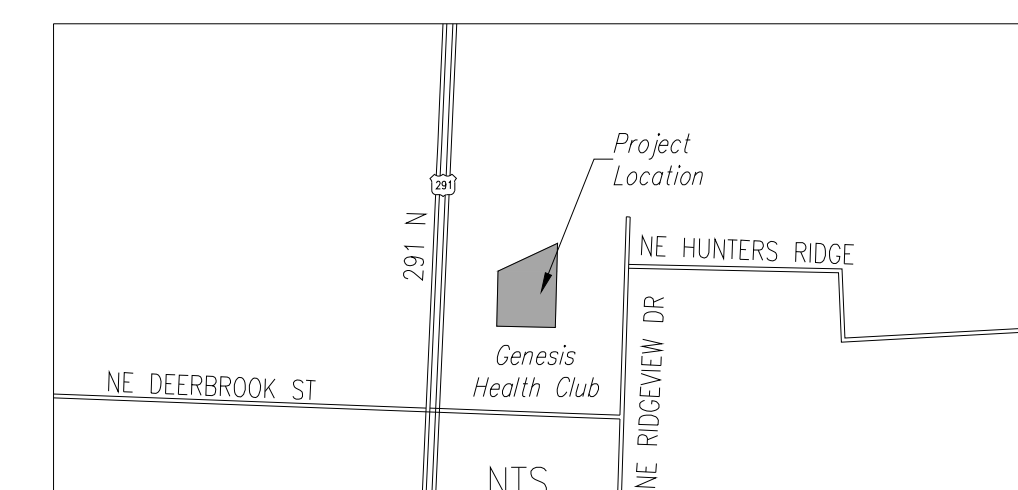 Project
Location
291
291 N
NE HUNTERS RIDGE
NE RIDGEVIEW DR
Genesis
Health Club
NE DEERBROOK ST
NTS